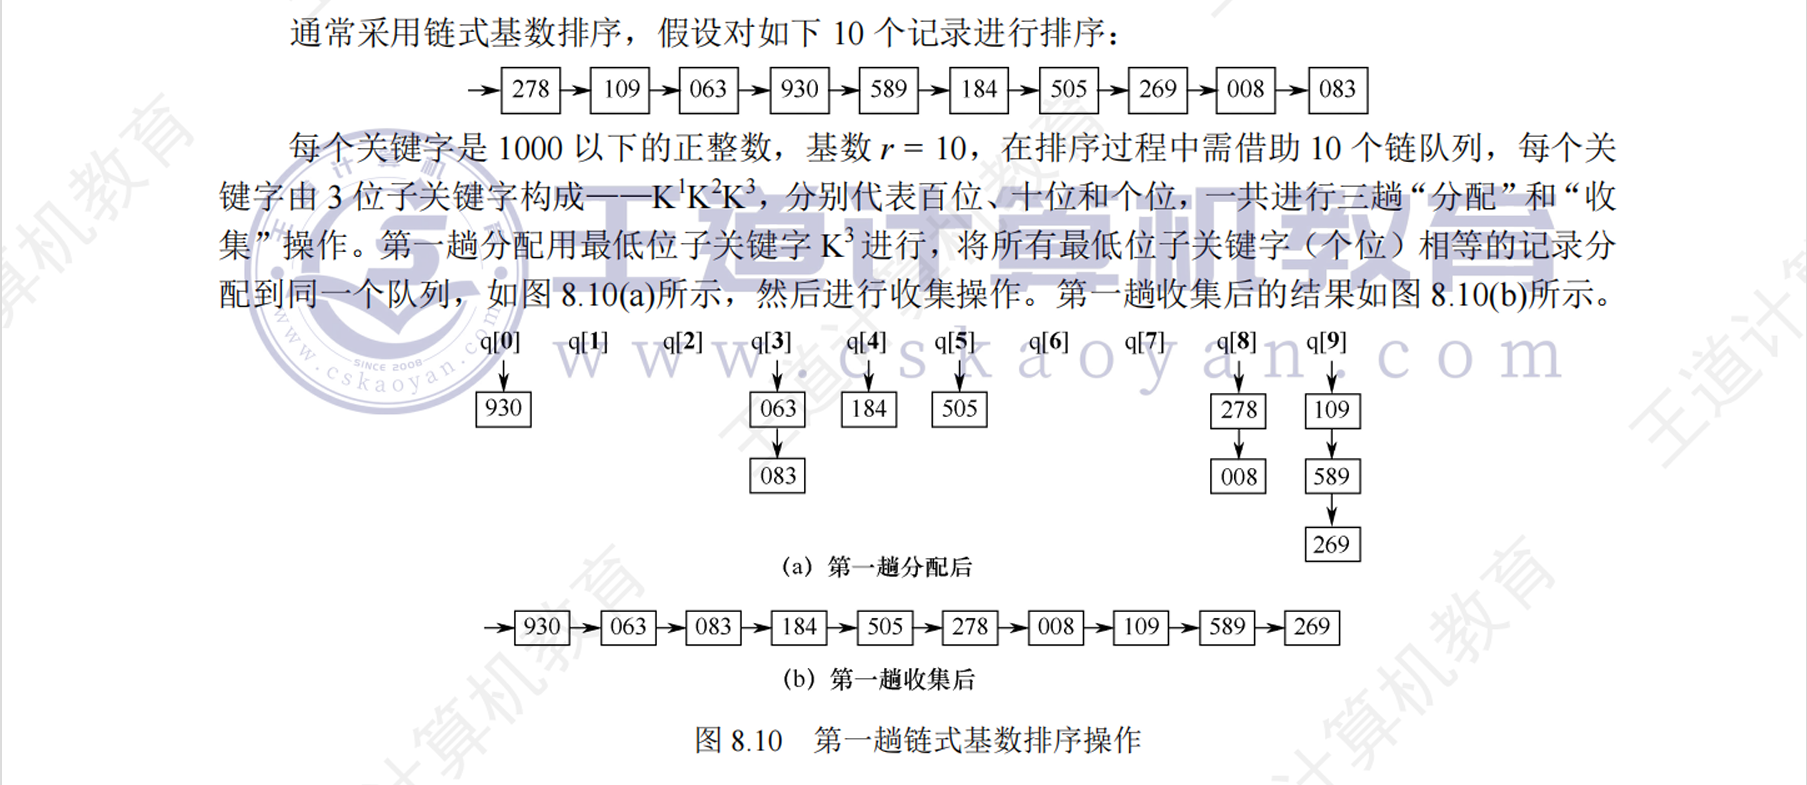 通常采用链式基数排序，假设对如下 10 个记录进行排序：
278 109 063 930 589 184 505 269 008 083
每个关键字是 1000 以下的正整数，基数 r = 10，在排序过程中需借助 10 个链队列，每个关
键字由 3 位子关键字构成——K¹K²K³，分别代表百位、十位和个位，一共进行三趟“分配”和“收
集”操作。第一趟分配用最低位子关键字 K³ 进行，将所有最低位子关键字（个位）相等的记录分
配到同一个队列，如图 8.10(a)所示，然后进行收集操作。第一趟收集后的结果如图 8.10(b)所示。
q[0] q[1] q[2] q[3] q[4] q[5] q[6] q[7] q[8] q[9]
930 063 184 505 278 109
083 008 589
269
（a）第一趟分配后
930 063 083 184 505 278 008 109 589 269
（b）第一趟收集后
图 8.10 第一趟链式基数排序操作
王道计算机教育
www.cskaoyan.com
王道计算机教育
SINCE 2008
www.cskaoyan.com